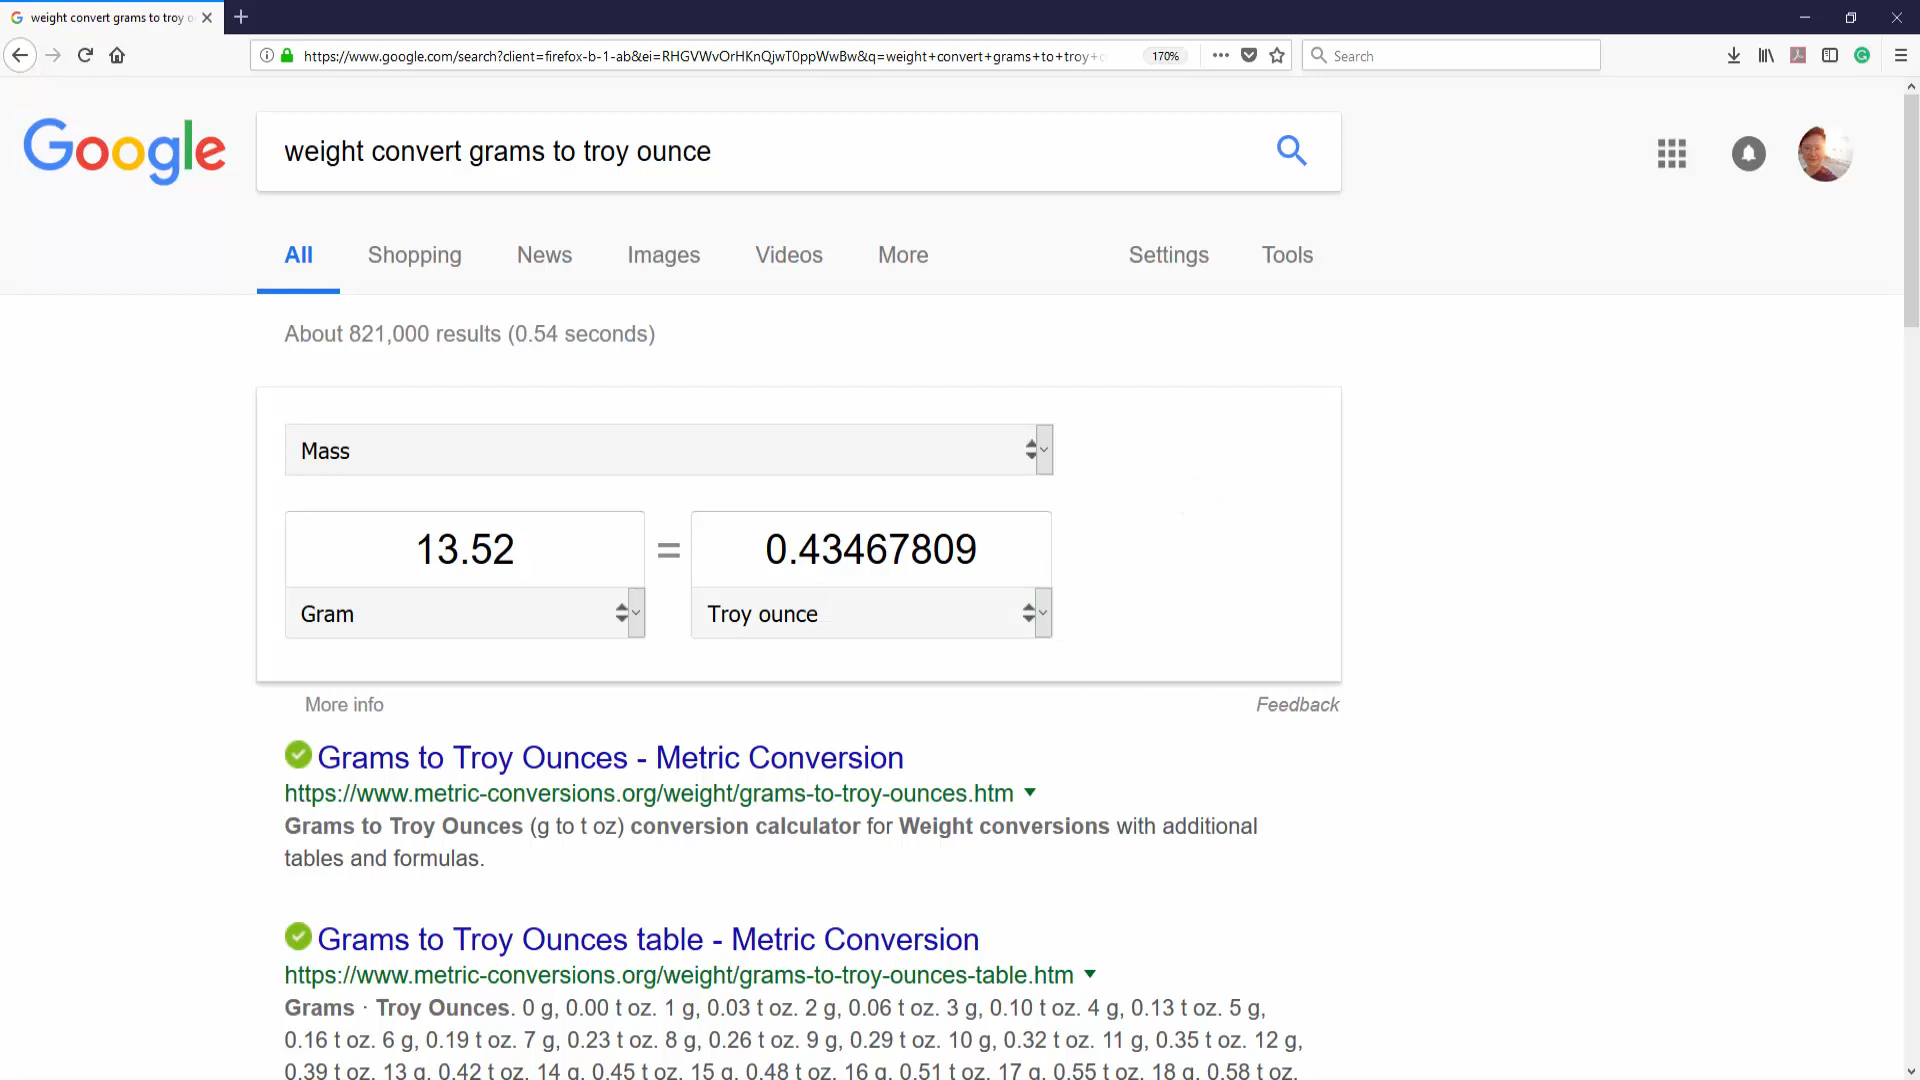 weight convert grams to troy o
https://www.google.com/search?client=firefox-b-1-ab&ei=RHGVWvOrHKnQjwT0ppWwBw&q=weight+convert+grams+to+troy+
170%
Search
Google
weight convert grams to troy ounce
All Shopping News Images Videos More Settings Tools
About 821,000 results (0.54 seconds)
Mass
13.52 = 0.43467809
Gram Troy ounce
More info Feedback
Grams to Troy Ounces - Metric Conversion
https://www.metric-conversions.org/weight/grams-to-troy-ounces.htm
Grams to Troy Ounces (g to t oz) conversion calculator for Weight conversions with additional
tables and formulas.
Grams to Troy Ounces table - Metric Conversion
https://www.metric-conversions.org/weight/grams-to-troy-ounces-table.htm
Grams · Troy Ounces. 0 g, 0.00 t oz. 1 g, 0.03 t oz. 2 g, 0.06 t oz. 3 g, 0.10 t oz. 4 g, 0.13 t oz. 5 g,
0.16 t oz. 6 g, 0.19 t oz. 7 g, 0.23 t oz. 8 g, 0.26 t oz. 9 g, 0.29 t oz. 10 g, 0.32 t oz. 11 g, 0.35 t oz. 12 g,
0.39 t oz. 13 g, 0.42 t oz. 14 g, 0.45 t oz. 15 g, 0.48 t oz. 16 g, 0.51 t oz. 17 g, 0.55 t oz. 18 g, 0.58 t oz.